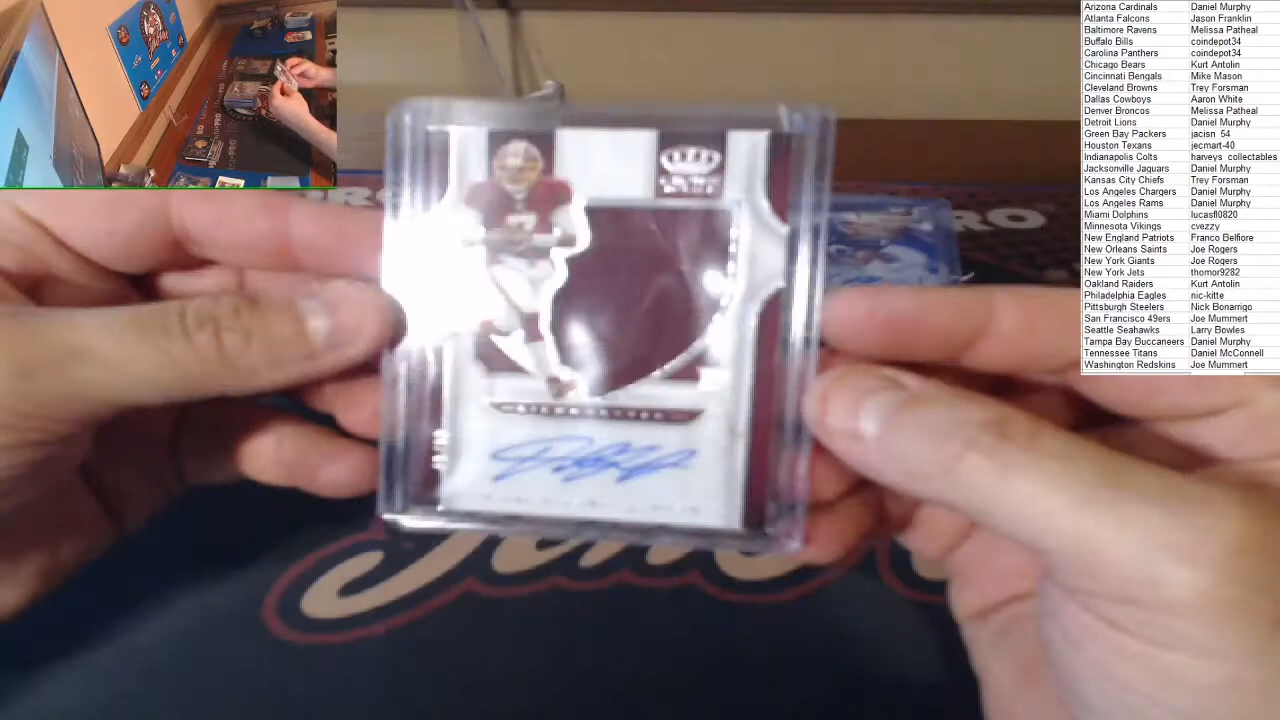 Arizona Cardinals Daniel Murphy
Atlanta Falcons Jason Franklin
Baltimore Ravens Melissa Patheal
Buffalo Bills coindepot34
Carolina Panthers coindepot34
Chicago Bears Kurt Antolin
Cincinnati Bengals Mike Mason
Cleveland Browns Trey Forsman
Dallas Cowboys Aaron White
Denver Broncos Melissa Patheal
Detroit Lions Daniel Murphy
Green Bay Packers jacisn_54
Houston Texans jecmart-40
Indianapolis Colts harveys_collectables
Jacksonville Jaguars Daniel Murphy
Kansas City Chiefs Trey Forsman
Los Angeles Chargers Daniel Murphy
Los Angeles Rams Daniel Murphy
Miami Dolphins lucasfl0820
Minnesota Vikings cvezzy
New England Patriots Franco Belfiore
New Orleans Saints Joe Rogers
New York Giants Joe Rogers
New York Jets thomor9282
Oakland Raiders Kurt Antolin
Philadelphia Eagles nic-kitte
Pittsburgh Steelers Nick Bonarrigo
San Francisco 49ers Joe Mummert
Seattle Seahawks Larry Bowles
Tampa Bay Buccaneers Daniel Murphy
Tennessee Titans Daniel McConnell
Washington Redskins Joe Mummert